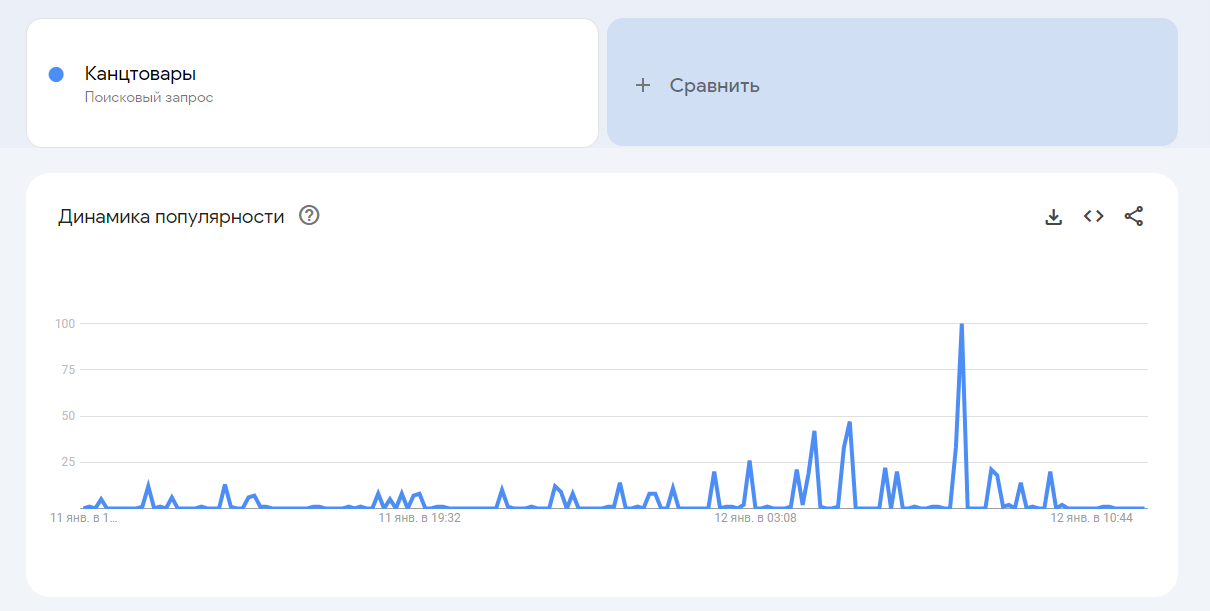 Канцтовары
Поисковый запрос
+ Сравнить
Динамика популярности
100
75
50
25
11 янв. в 1...
11 янв. в 19:32
12 янв. в 03:08
12 янв. в 10:44